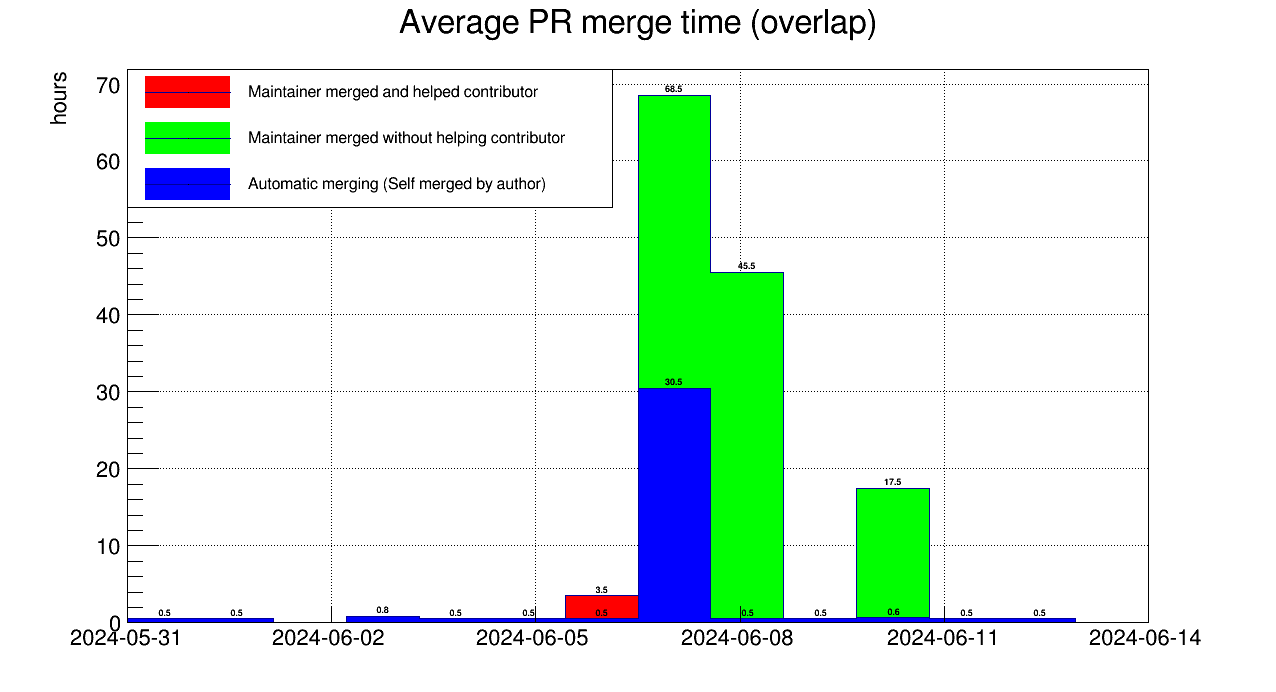 Average PR merge time (overlap)
hours
70
60
50
40
30
20
10
0
Maintainer merged and helped contributor
Maintainer merged without helping contributor
Automatic merging (Self merged by author)
68.5
45.5
30.5
17.5
3.5
0.5 0.5 0.8 0.5 0.5 0.5 0.5 0.5 0.6 0.5 0.5
2024-05-31 2024-06-02 2024-06-05 2024-06-08 2024-06-11 2024-06-14